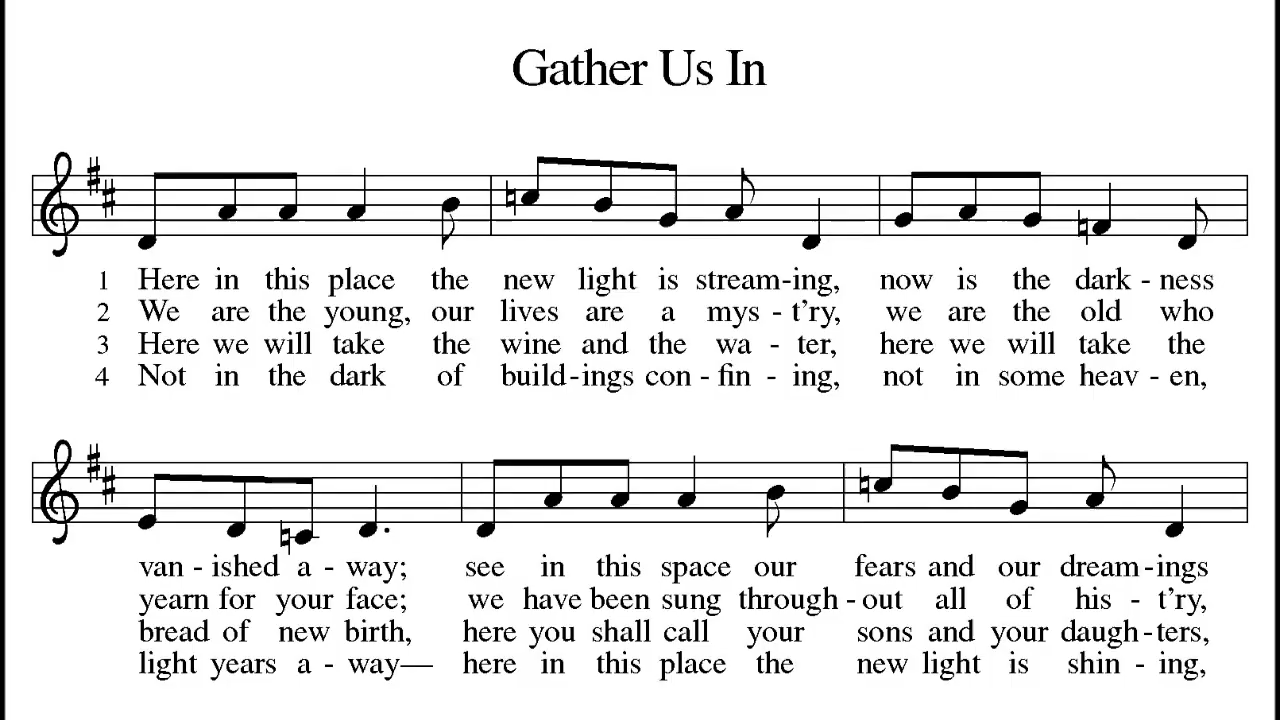 Gather Us In
1 Here in this place the new light is stream-ing, now is the dark - ness
2 We are the young, our lives are a mys - t'ry, we are the old who
3 Here we will take the wine and the wa - ter, here we will take the
4 Not in the dark of build-ings con - fin - ing, not in some heav - en,
van - ished a - way; see in this space our fears and our dream-ings
yearn for your face; we have been sung through - out all of his - t'ry,
bread of new birth, here you shall call your sons and your daugh-ters,
light years a - way— here in this place the new light is shin - ing,